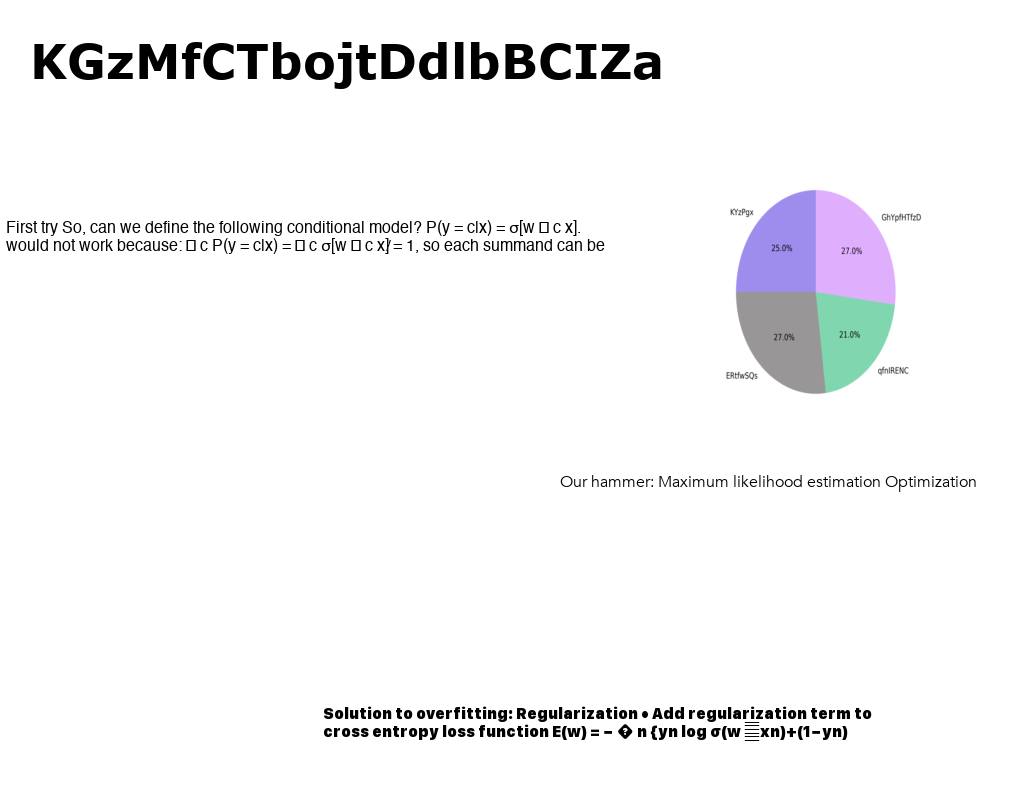 KGzMfCTbojtDdlbBCIZa
First try So, can we define the following conditional model? P(y = c|x) = σ[w □ c x].
would not work because: □ c P(y = c|x) = □ c σ[w □ c x]≠ 1, so each summand can be
KYzPgx
GhYpfHTfzD
25.0%
27.0%
27.0%
21.0%
ERtfwSQs
qfnIRENC
Our hammer: Maximum likelihood estimation Optimization
Solution to overfitting: Regularization • Add regularization term to
cross entropy loss function E(w) = − � n {yn log σ(w xn)+(1−yn)